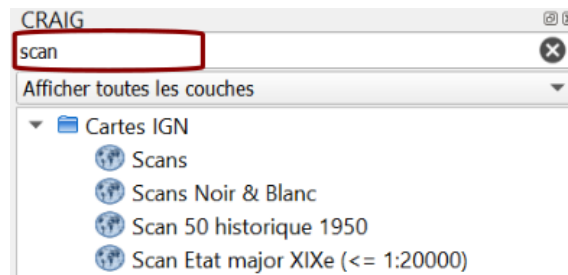 CRAIG
scan
Afficher toutes les couches
Cartes IGN
Scans
Scans Noir & Blanc
Scan 50 historique 1950
Scan Etat major XIXe (<= 1:20000)